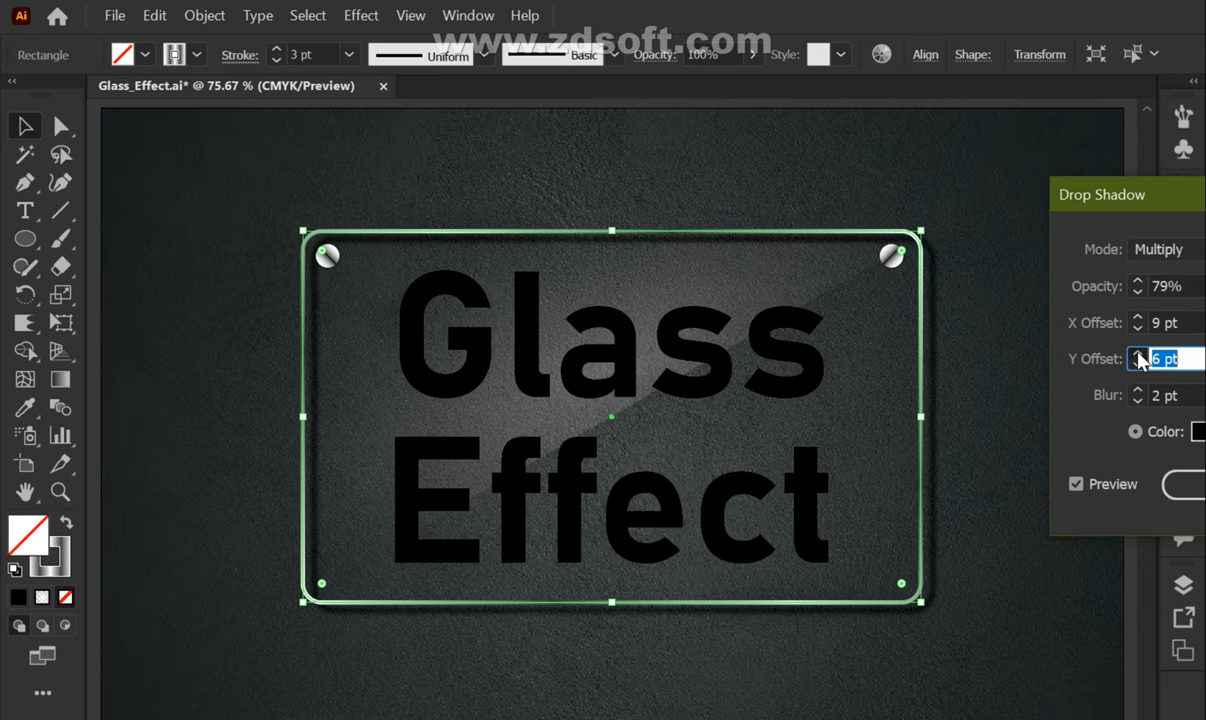 Ai File Edit Object Type Select Effect View Window Help
www.zdsoft.com
Rectangle Stroke: 3 pt Uniform Basic Opacity: 100% Style: Align Shape: Transform
Glass_Effect.ai* @ 75.67 % (CMYK/Preview)
Glass
Effect
Drop Shadow
Mode: Multiply
Opacity: 79%
X Offset: 9 pt
Y Offset: 6 pt
Blur: 2 pt
Color:
Preview